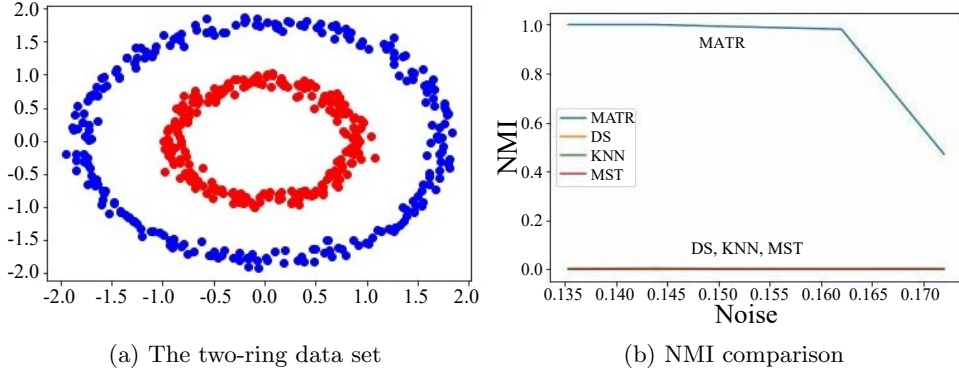 2.0
1.5
1.0
0.5
0.0
-0.5
-1.0
-1.5
-2.0
-2.0 -1.5 -1.0 -0.5 0.0 0.5 1.0 1.5 2.0
(a) The two-ring data set
NMI
1.0
0.8
0.6
0.4
0.2
0.0
MATR
MATR
DS
KNN
MST
DS, KNN, MST
0.135 0.140 0.145 0.150 0.155 0.160 0.165 0.170
Noise
(b) NMI comparison